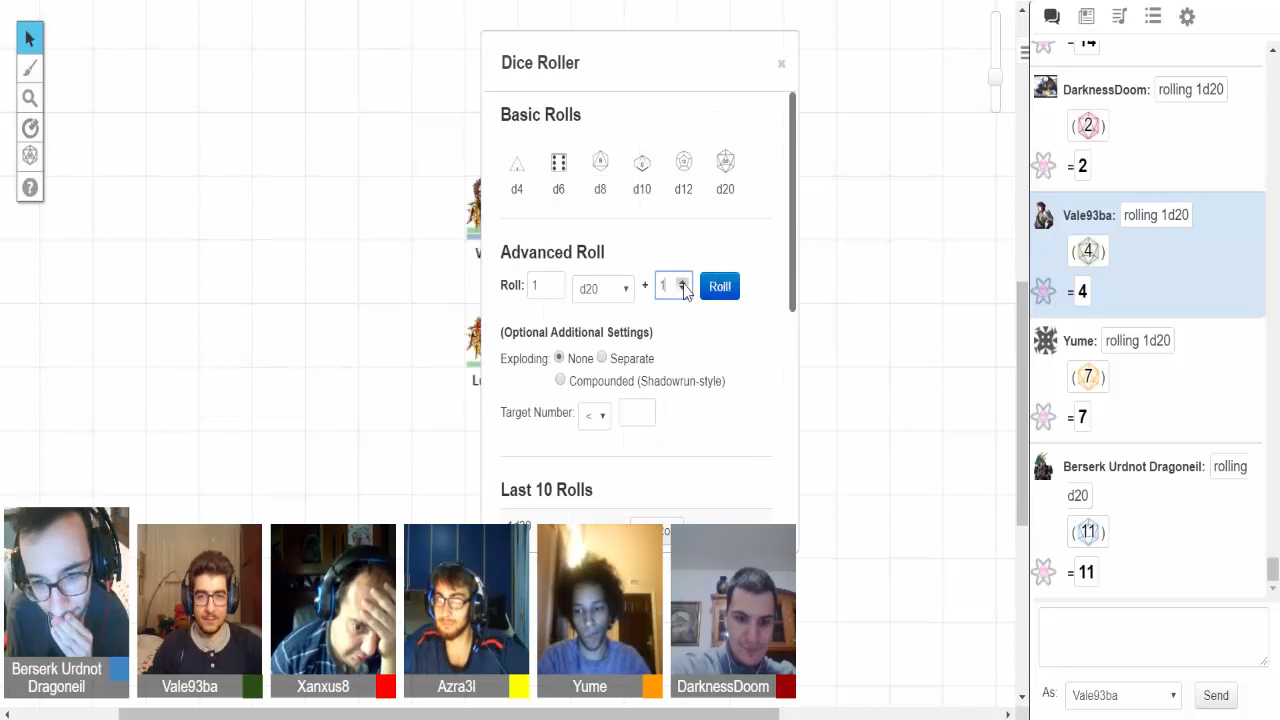 Dice Roller
×
Basic Rolls
d4 d6 d8 d10 d12 d20
Advanced Roll
Roll: 1 d20 + 1 Roll!
(Optional Additional Settings)
Exploding: None Separate
Compounded (Shadowrun-style)
Target Number: <
Last 10 Rolls
14
DarknessDoom: rolling 1d20
(2)
= 2
Vale93ba: rolling 1d20
(4)
= 4
Yume: rolling 1d20
(7)
= 7
Berserk Urdnot Dragoneil: rolling
d20
(11)
= 11
As: Vale93ba Send
Berserk Urdnot
Dragoneil
Vale93ba
Xanxus8
Azra3l
Yume
DarknessDoom